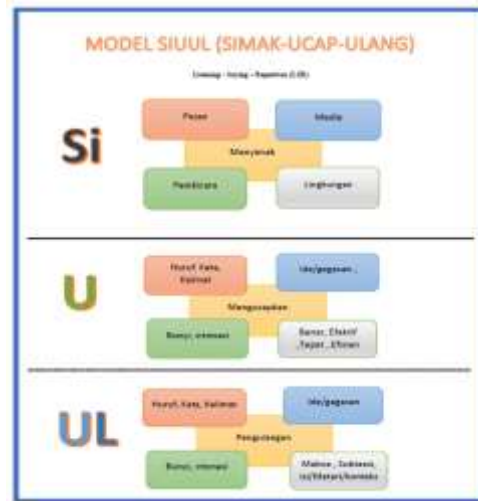 MODEL SIUUL (SIMAK-UCAP-ULANG)
Si
Pesan
Media
Menyimak
Pembicara
Lingkungan
U
Huruf, Kata,
Kalimat
Ide/gagasan ,
Mengucapkan
Bunyi, intonasi
Benar, Efektif
,Tepat , Efisien
UL
Huruf, Kata, Kalimat
Ide/gagasan
Pengulangan
Bunyi, intonasi
Makna ,